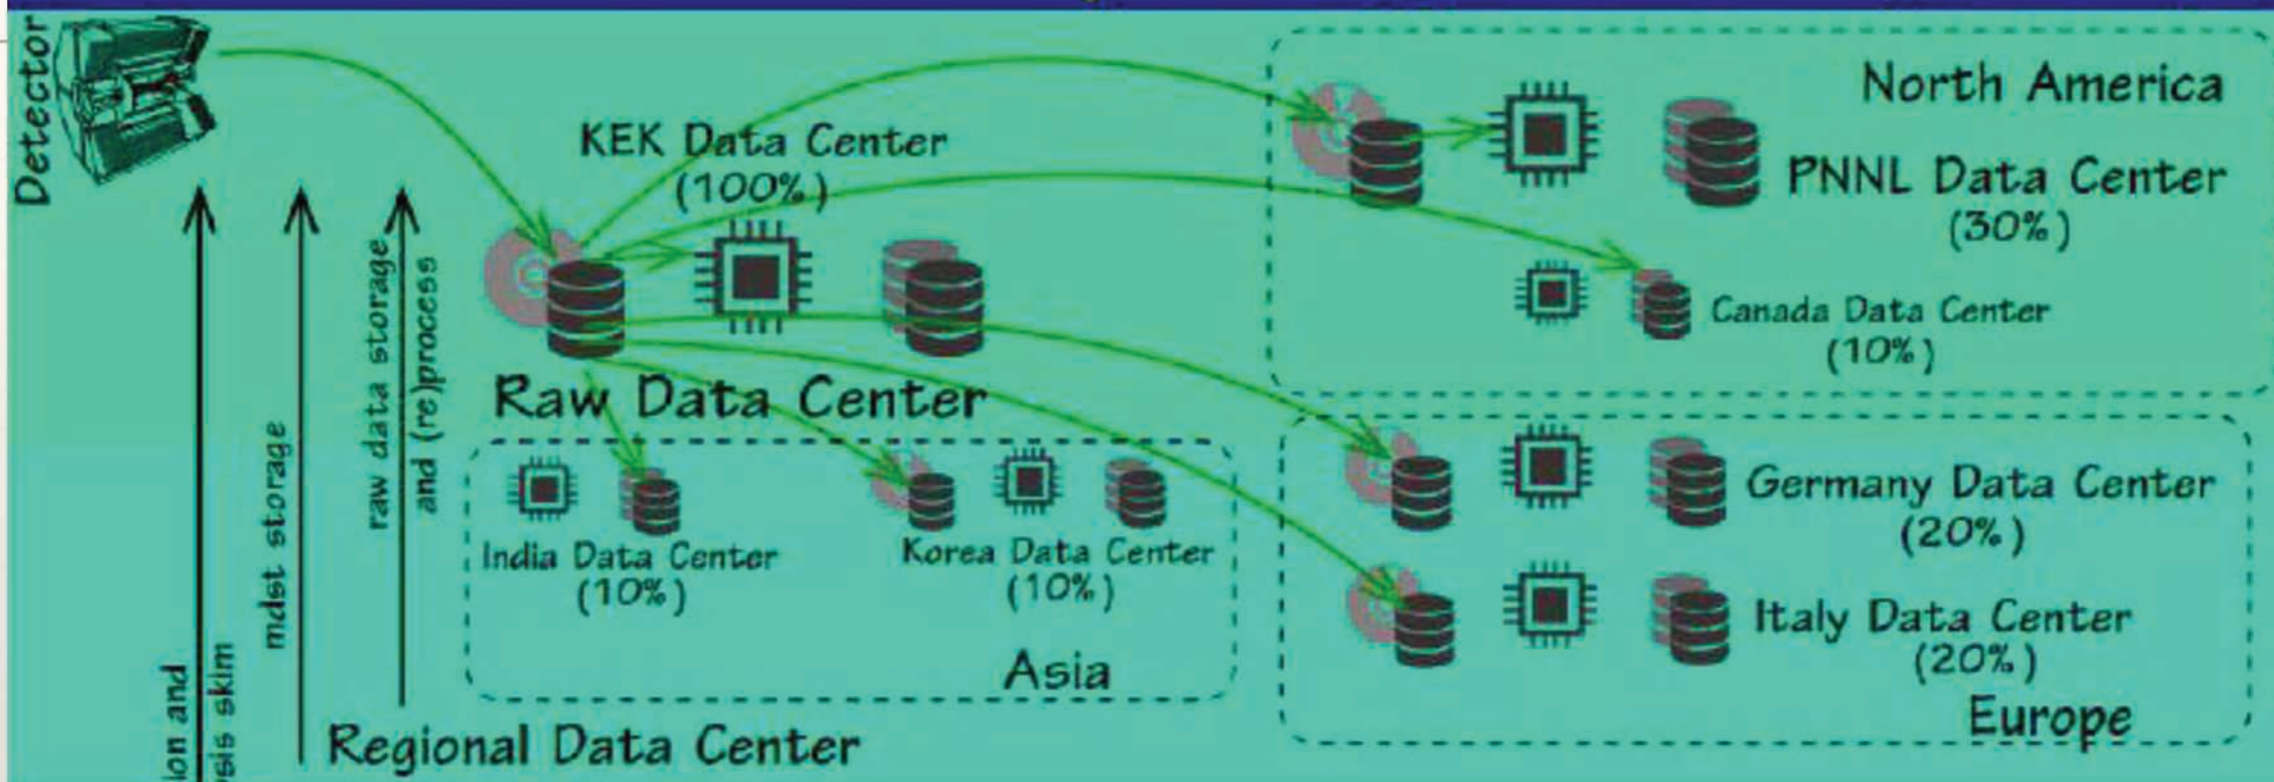 Detector
KEK Data Center
(100%)
North America
PNNL Data Center
(30%)
Canada Data Center
(10%)
raw data storage
and (re)process
mdst storage
Raw Data Center
India Data Center
(10%)
Korea Data Center
(10%)
Asia
Germany Data Center
(20%)
Italy Data Center
(20%)
Europe
and
skim
Regional Data Center